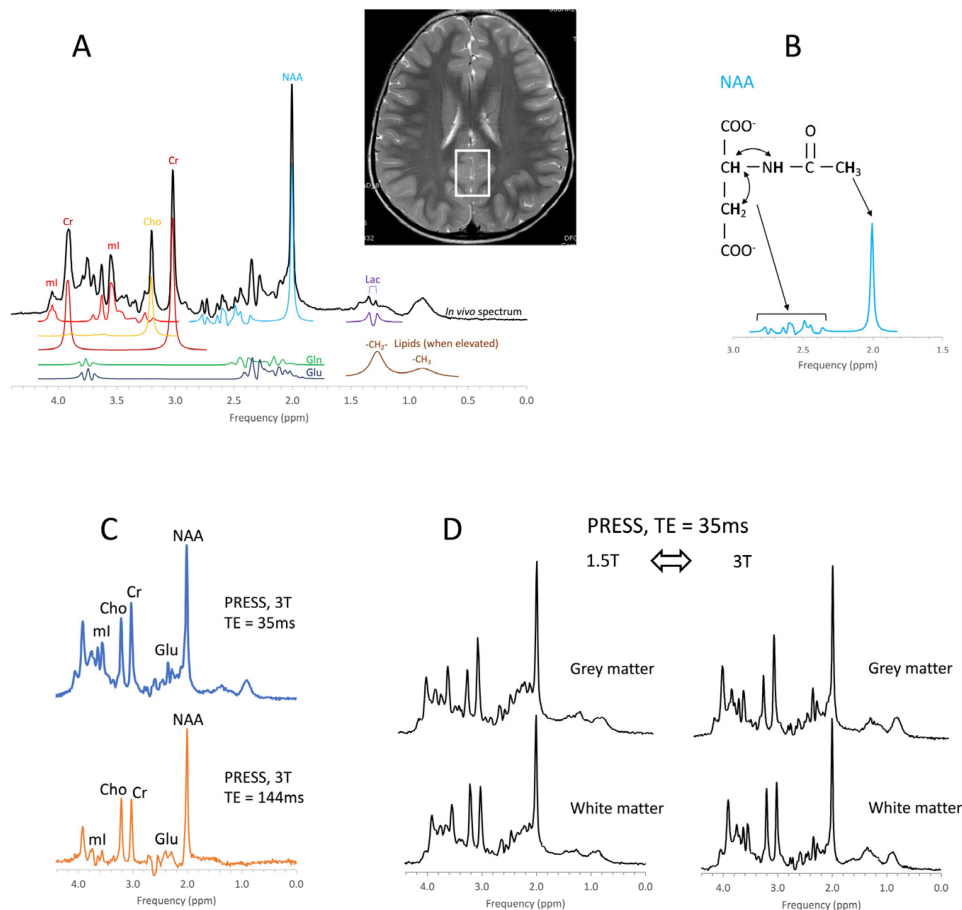 A
NAA
Cr
Cr
Cho
mI
mI
Lac
In vivo spectrum
Lipids (when elevated)
-CH2-
-CH3
Gln
Glu
4.0 3.5 3.0 2.5 2.0 1.5 1.0 0.5 0.0
Frequency (ppm)
B
NAA
COO-
O
CH NH C CH3
CH2
COO-
3.0 2.5 2.0 1.5
Frequency (ppm)
C
NAA
Cr
Cho
mI
Glu
PRESS, 3T
TE = 35ms
NAA
Cho Cr
mI
Glu
PRESS, 3T
TE = 144ms
4.0 3.0 2.0 1.0 0.0
Frequency (ppm)
D
PRESS, TE = 35ms
1.5T 3T
Grey matter
Grey matter
White matter
White matter
4.0 3.0 2.0 1.0 0.0
Frequency (ppm)
4.0 3.0 2.0 1.0 0.0
Frequency (ppm)